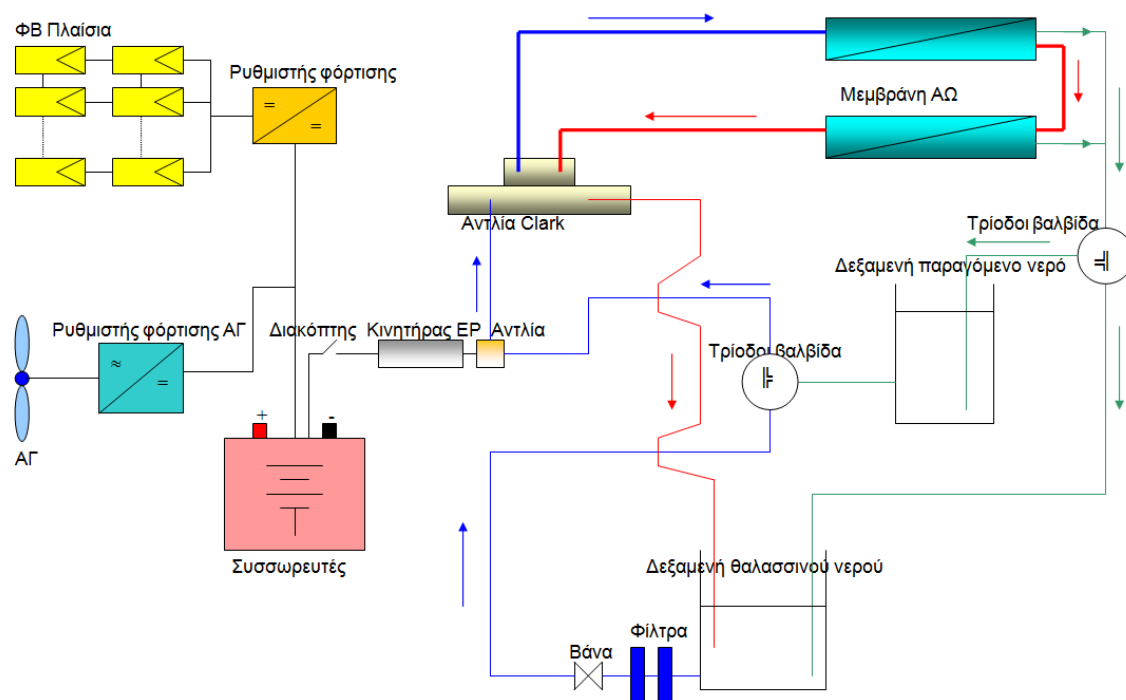 ΦΒ Πλαίσια
Ρυθμιστής φόρτισης
=
=
Μεμβράνη ΑΩ
Αντλία Clark
Τρίοδοι βαλβίδα
Δεξαμενή παραγόμενο νερό
Ρυθμιστής φόρτισης ΑΓ
≈
=
Διακόπτης
Κινητήρας ΕΡ
Αντλία
Τρίοδοι βαλβίδα
+
-
ΑΓ
Συσσωρευτές
Δεξαμενή θαλασσινού νερού
Βάνα
Φίλτρα